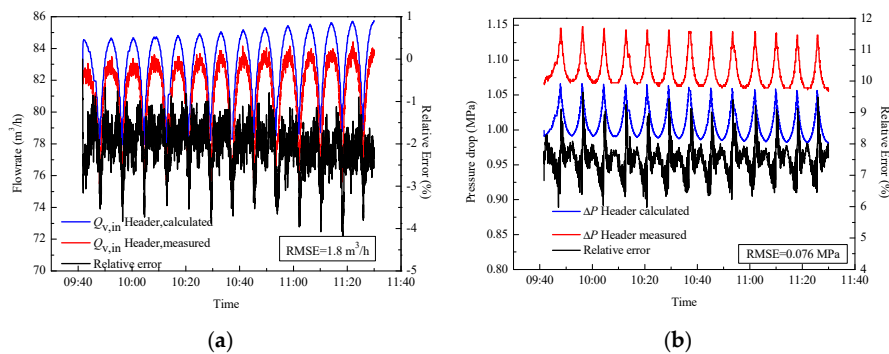 86
84
82
80
78
76
74
72
70
Flowrate (m³/h)
1
0
-1
-2
-3
-4
-5
Relative Error (%)
Q_v,in Header,calculated
Q_v,in Header,measured
Relative error
RMSE=1.8 m³/h
09:40 10:00 10:20 10:40 11:00 11:20 11:40
Time
(a)
1.15
1.10
1.05
1.00
0.95
0.90
0.85
0.80
Pressure drop (MPa)
12
11
10
9
8
7
6
5
4
Relative Error (%)
ΔP Header calculated
ΔP Header measured
Relative error
RMSE=0.076 MPa
09:40 10:00 10:20 10:40 11:00 11:20 11:40
Time
(b)